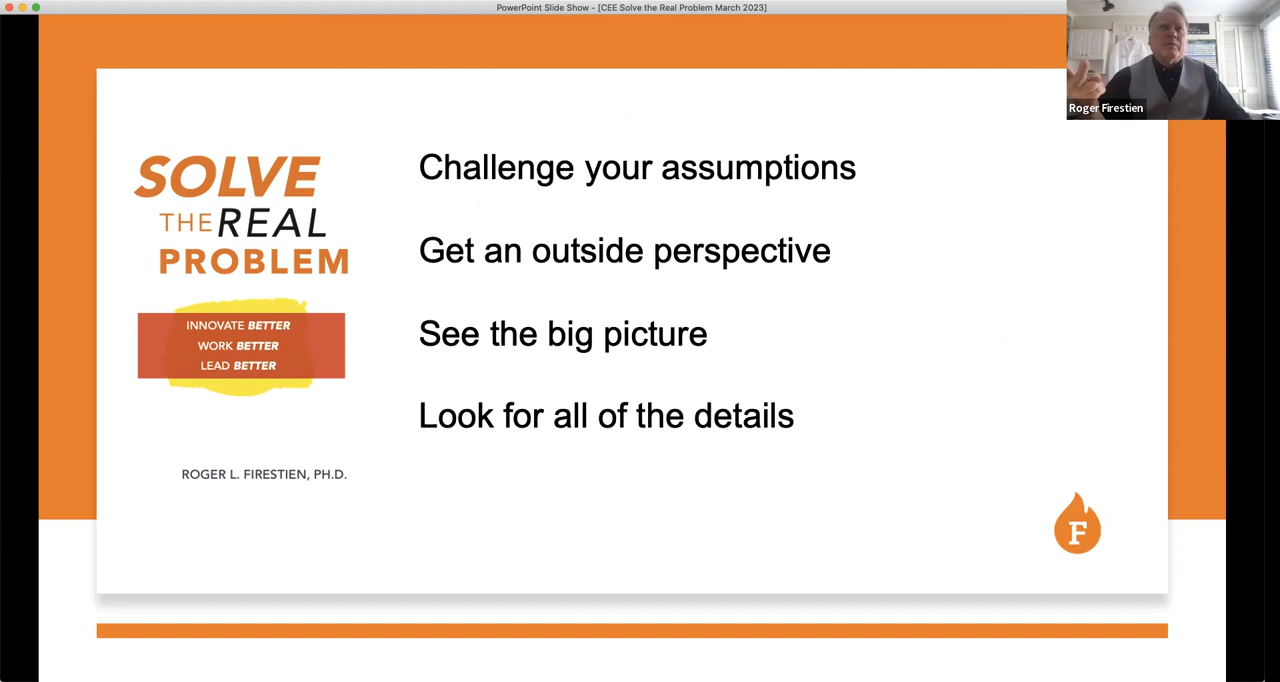 PowerPoint Slide Show - [CEE Solve the Real Problem March 2023]
Roger Firestien
SOLVE
THE REAL
PROBLEM
INNOVATE BETTER
WORK BETTER
LEAD BETTER
ROGER L. FIRESTIEN, PH.D.
Challenge your assumptions
Get an outside perspective
See the big picture
Look for all of the details
F